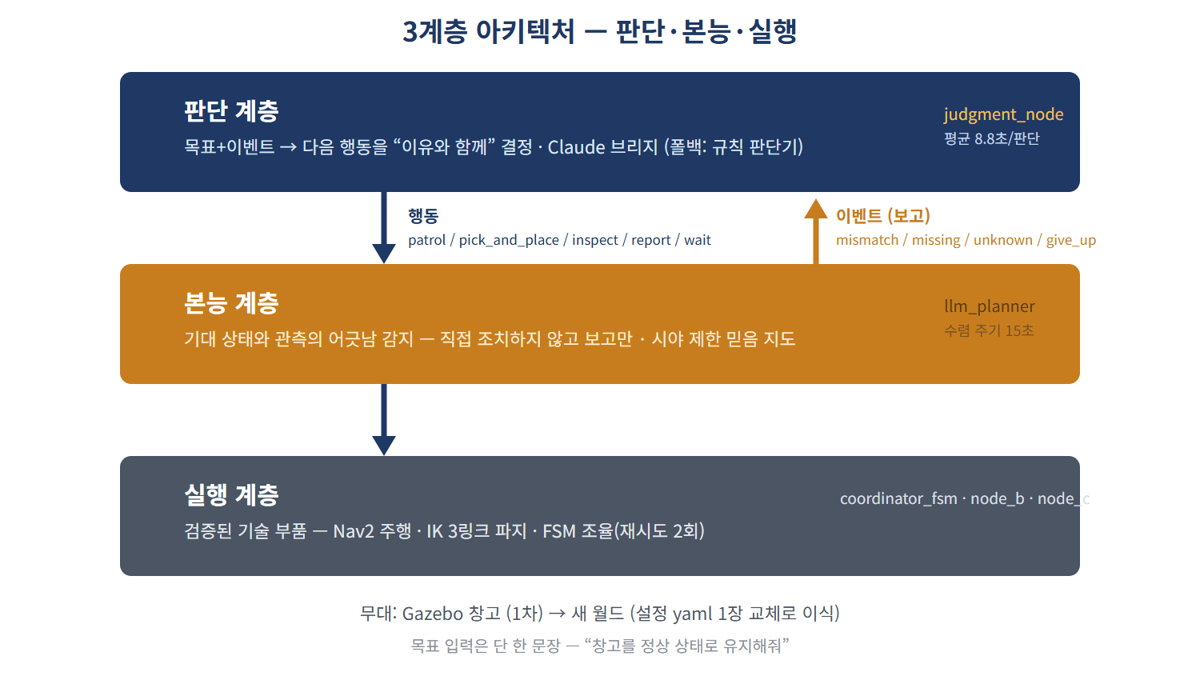 3계층 아키텍처 — 판단·본능·실행
판단 계층
judgment_node
목표+이벤트 → 다음 행동을 “이유와 함께” 결정 · Claude 브리지 (폴백: 규칙 판단기)
평균 8.8초/판단
행동
patrol / pick_and_place / inspect / report / wait
이벤트 (보고)
mismatch / missing / unknown / give_up
본능 계층
llm_planner
기대 상태와 관측의 어긋남 감지 — 직접 조치하지 않고 보고만 · 시야 제한 믿음 지도
수렴 주기 15초
실행 계층
coordinator_fsm · node_b · node_c
검증된 기술 부품 — Nav2 주행 · IK 3링크 파지 · FSM 조율(재시도 2회)
무대: Gazebo 창고 (1차) → 새 월드 (설정 yaml 1장 교체로 이식)
목표 입력은 단 한 문장 — “창고를 정상 상태로 유지해줘”